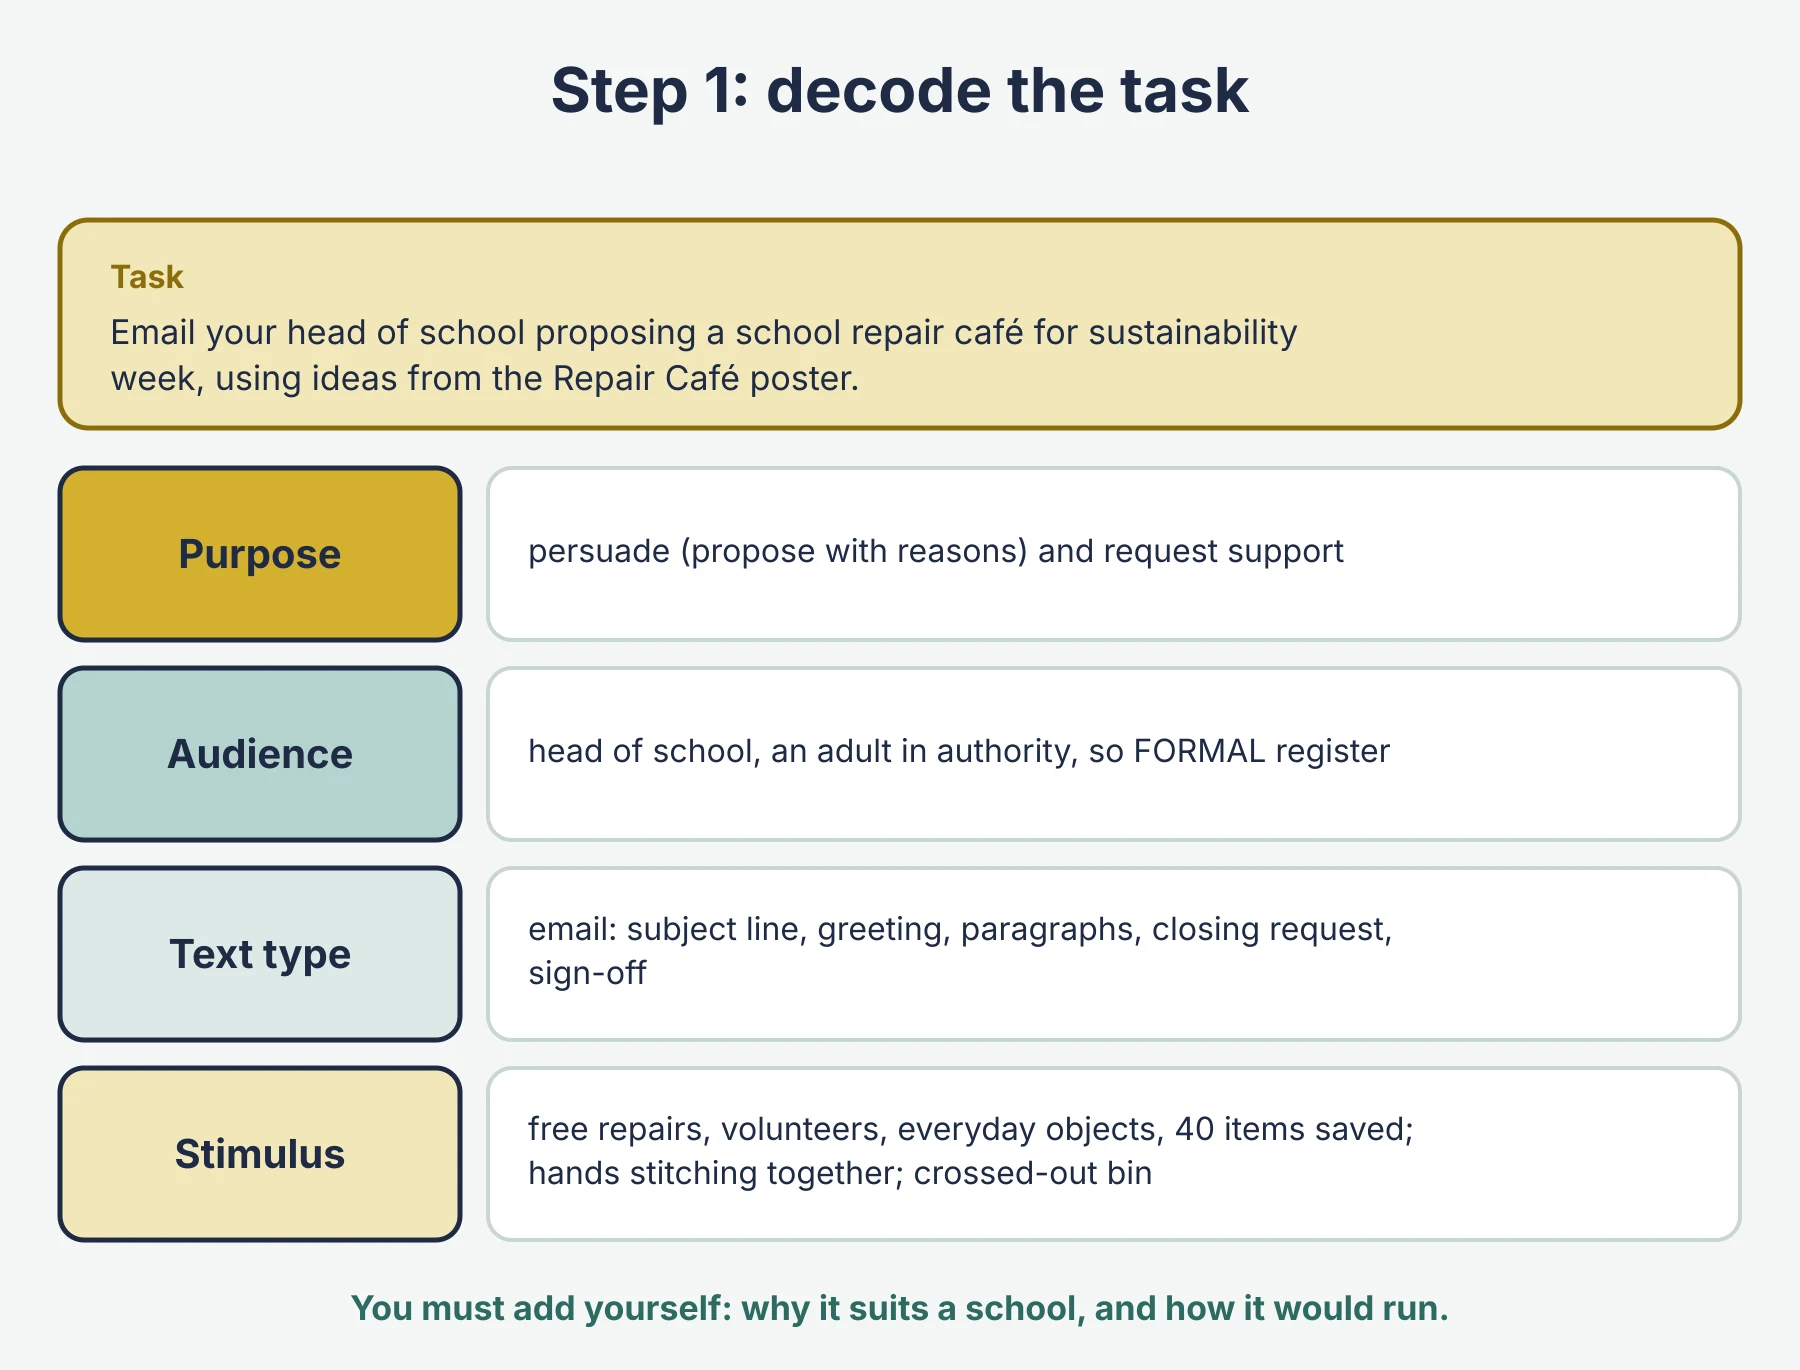 Step 1: decode the task
Task
Email your head of school proposing a school repair café for sustainability
week, using ideas from the Repair Café poster.
Purpose
persuade (propose with reasons) and request support
Audience
head of school, an adult in authority, so FORMAL register
Text type
email: subject line, greeting, paragraphs, closing request,
sign-off
Stimulus
free repairs, volunteers, everyday objects, 40 items saved;
hands stitching together; crossed-out bin
You must add yourself: why it suits a school, and how it would run.